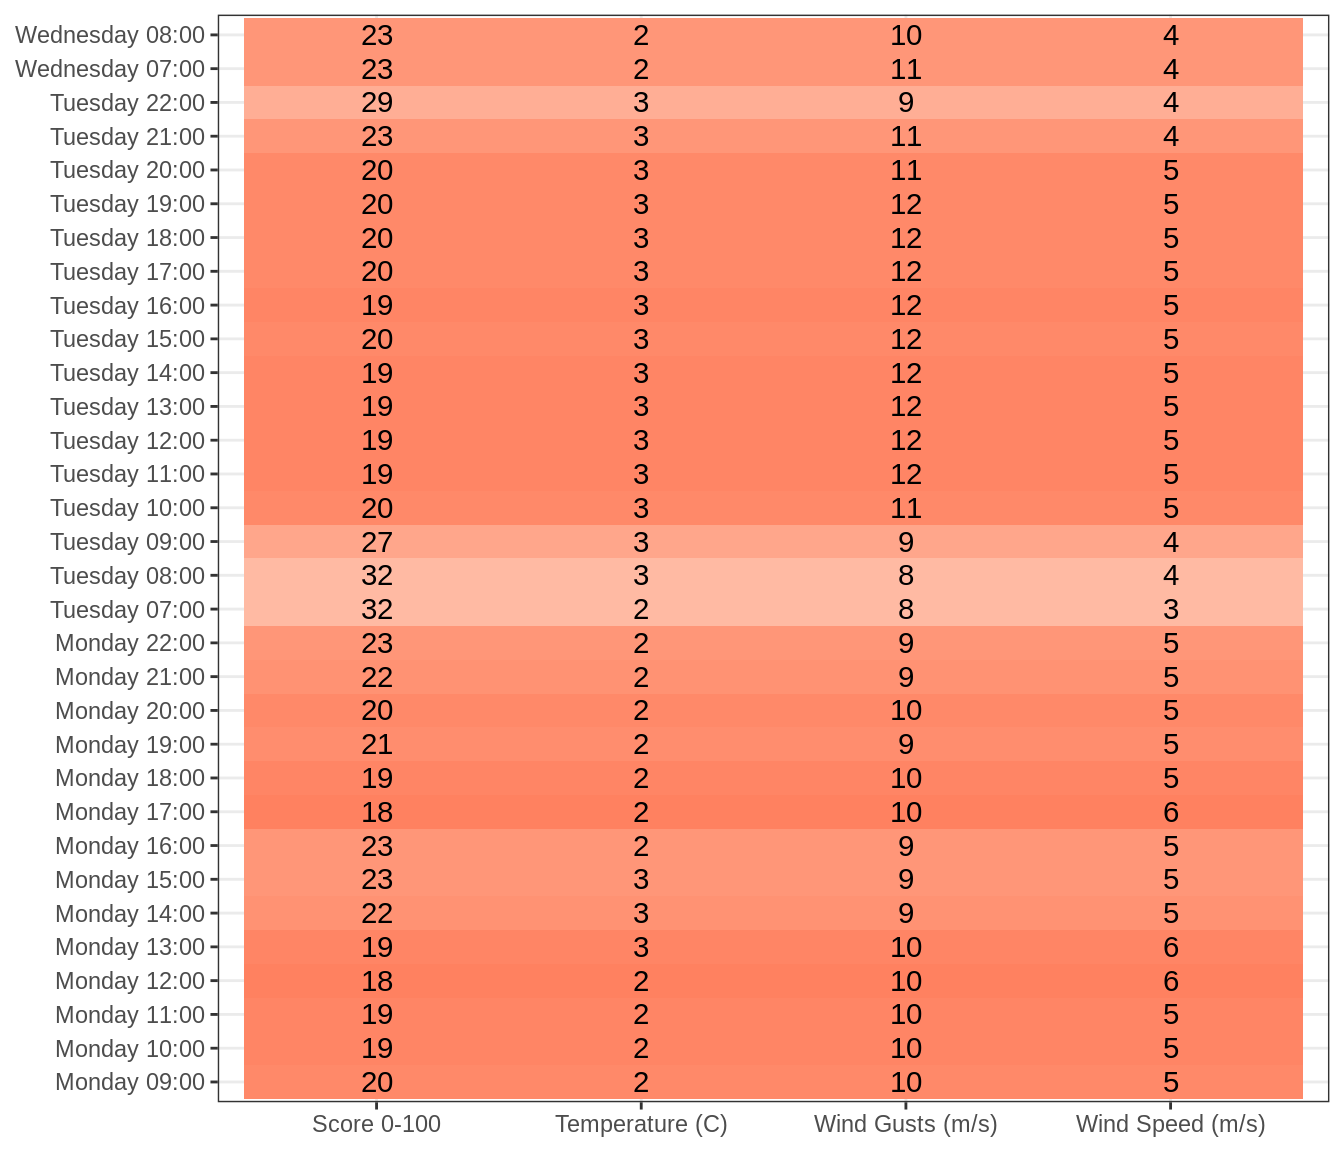 Wednesday 08:00 23 2 10 4
Wednesday 07:00 23 2 11 4
Tuesday 22:00 29 3 9 4
Tuesday 21:00 23 3 11 4
Tuesday 20:00 20 3 11 5
Tuesday 19:00 20 3 12 5
Tuesday 18:00 20 3 12 5
Tuesday 17:00 20 3 12 5
Tuesday 16:00 19 3 12 5
Tuesday 15:00 20 3 12 5
Tuesday 14:00 19 3 12 5
Tuesday 13:00 19 3 12 5
Tuesday 12:00 19 3 12 5
Tuesday 11:00 19 3 12 5
Tuesday 10:00 20 3 11 5
Tuesday 09:00 27 3 9 4
Tuesday 08:00 32 3 8 4
Tuesday 07:00 32 2 8 3
Monday 22:00 23 2 9 5
Monday 21:00 22 2 9 5
Monday 20:00 20 2 10 5
Monday 19:00 21 2 9 5
Monday 18:00 19 2 10 5
Monday 17:00 18 2 10 6
Monday 16:00 23 2 9 5
Monday 15:00 23 3 9 5
Monday 14:00 22 3 9 5
Monday 13:00 19 3 10 6
Monday 12:00 18 2 10 6
Monday 11:00 19 2 10 5
Monday 10:00 19 2 10 5
Monday 09:00 20 2 10 5
Score 0-100 Temperature (C) Wind Gusts (m/s) Wind Speed (m/s)